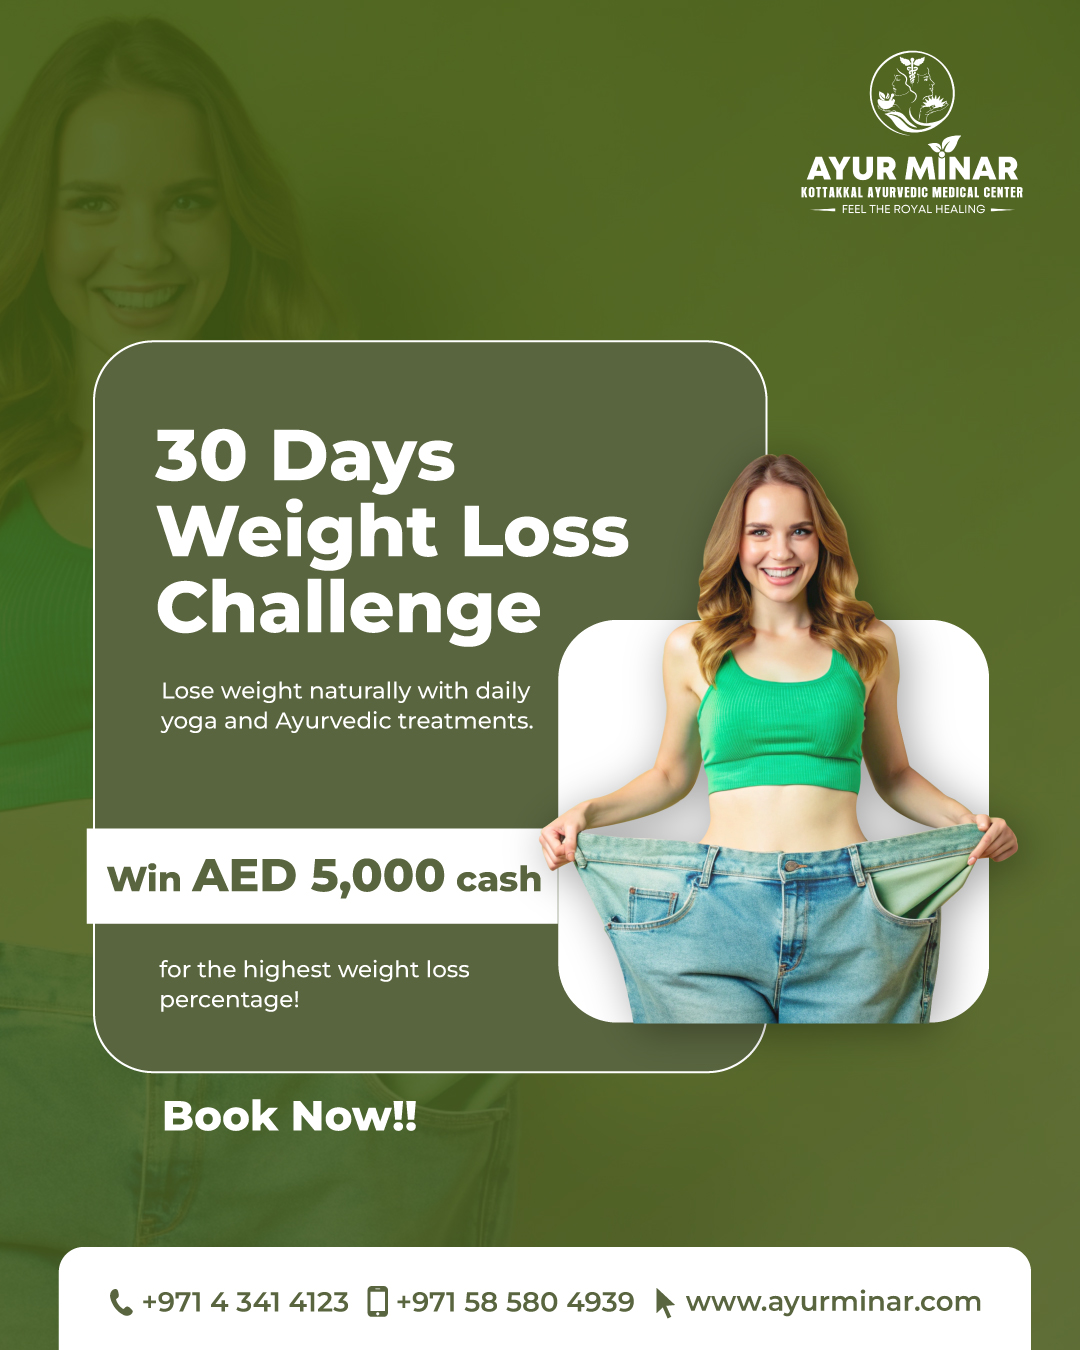 AYUR MINAR
KOTTAKKAL AYURVEDIC MEDICAL CENTER
FEEL THE ROYAL HEALING
30 Days
Weight Loss
Challenge
Lose weight naturally with daily
yoga and Ayurvedic treatments.
Win AED 5,000 cash
for the highest weight loss
percentage!
Book Now!!
+971 4 341 4123 +971 58 580 4939 www.ayurminar.com